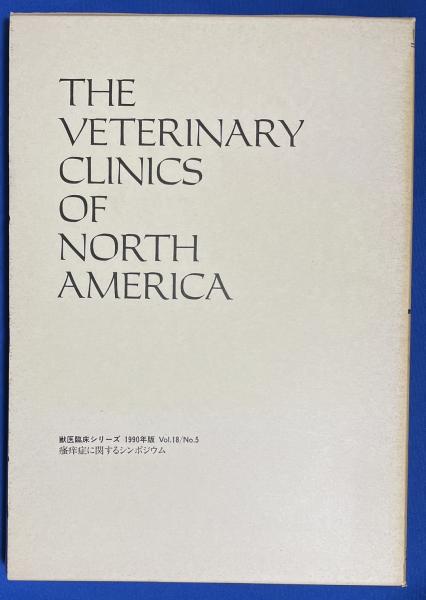 THE
VETERINARY
CLINICS
OF
NORTH
AMERICA
獣医臨床シリーズ 1990年版 Vol.18/No.5
瘙痒症に関するシンポジウム